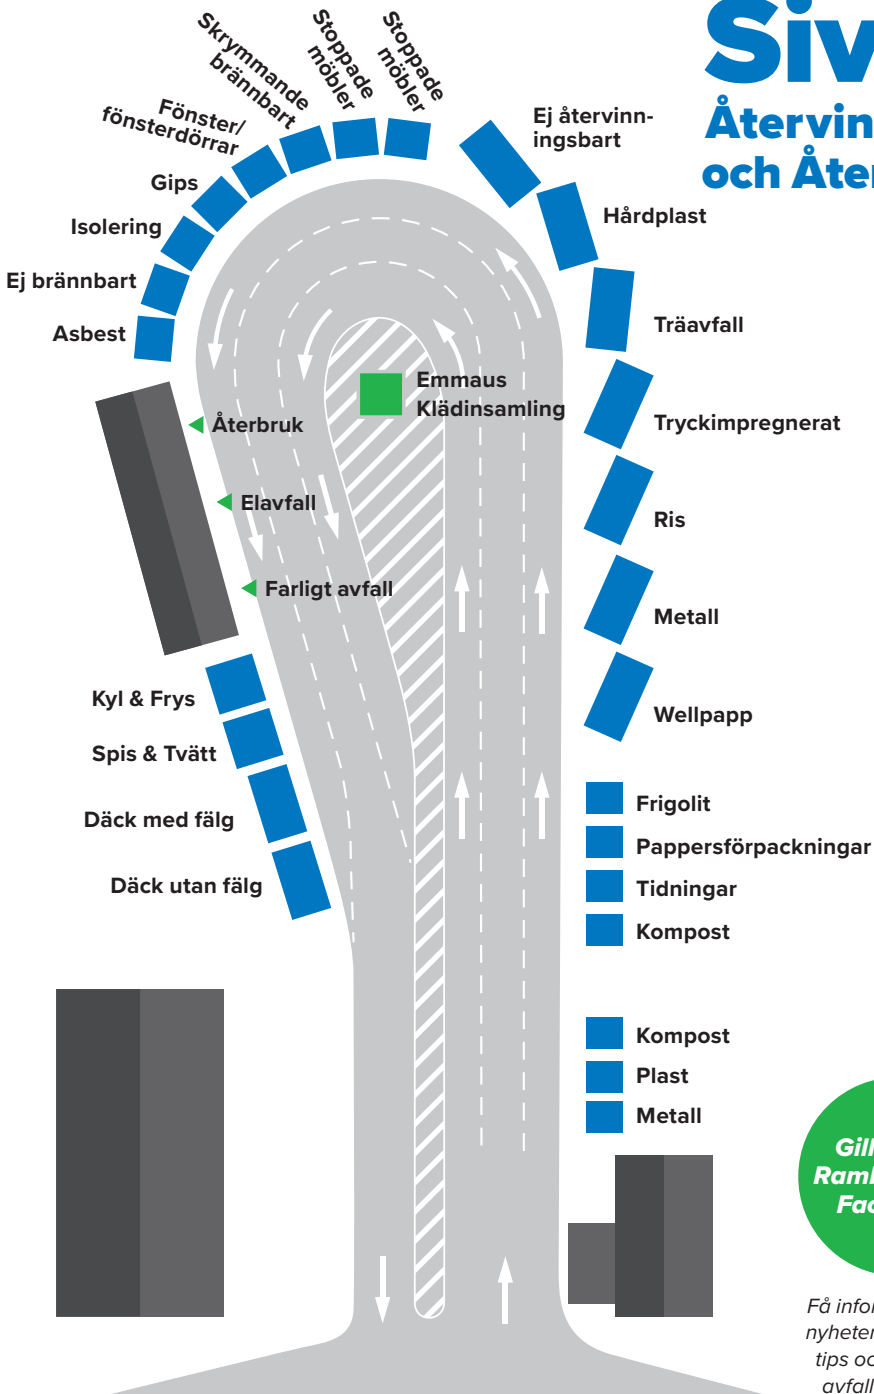 Siv
Återvin
och Åter
Stoppade
möbler
Stoppade
möbler
Skrymmande
brännbart
Fönster/
fönsterdörrar
Gips
Isolering
Ej brännbart
Asbest
Ej återvinn-
ingsbart
Hårdplast
Träavfall
Tryckimpregnerat
Ris
Metall
Wellpapp
Emmaus
Klädinsamling
Återbruk
Elavfall
Farligt avfall
Kyl & Frys
Spis & Tvätt
Däck med fälg
Däck utan fälg
Frigolit
Pappersförpackningar
Tidningar
Kompost
Kompost
Plast
Metall
Gill
Ram
Fac
Få infor
nyheter
tips oc
avfall